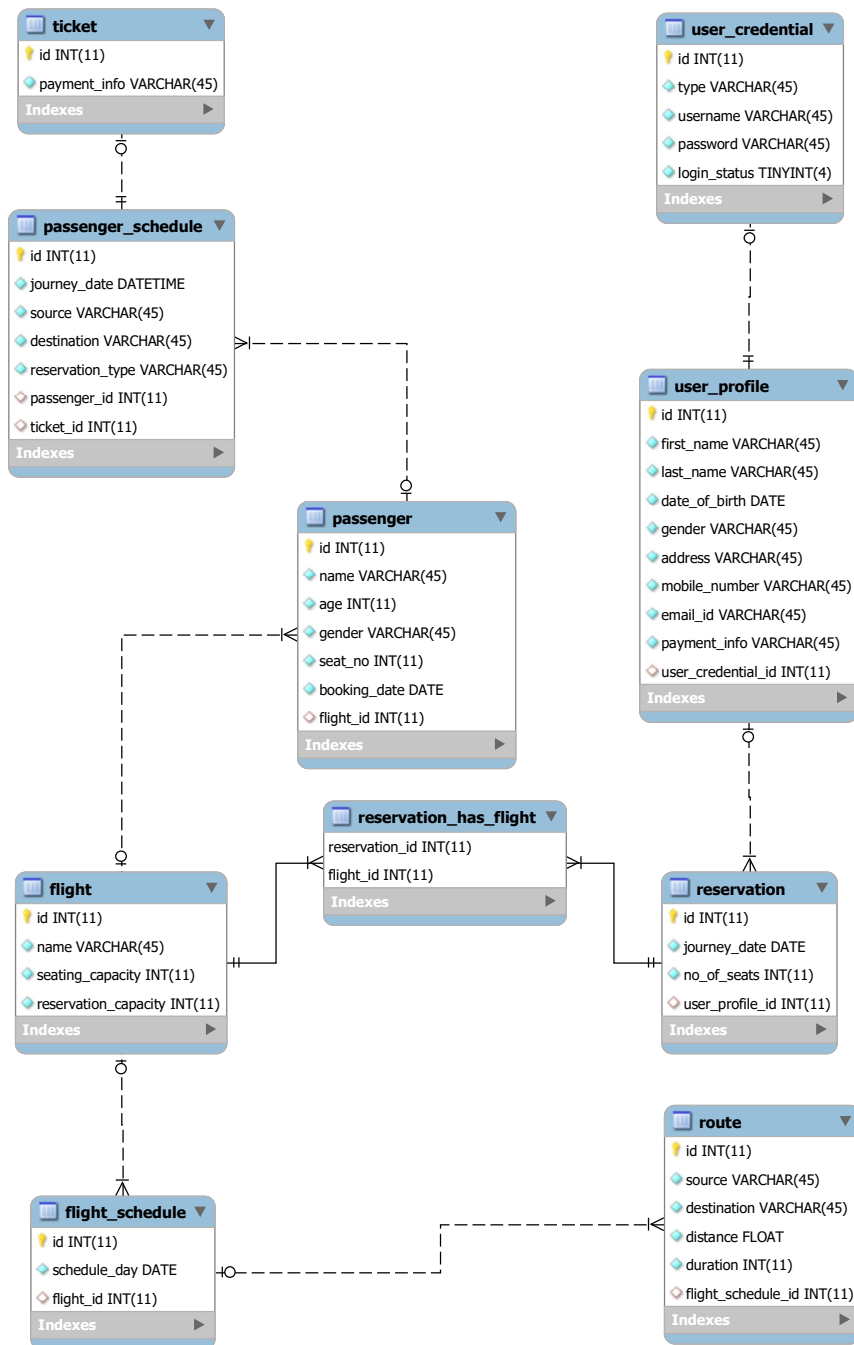 ticket
id INT(11)
payment_info VARCHAR(45)
Indexes
user_credential
id INT(11)
type VARCHAR(45)
username VARCHAR(45)
password VARCHAR(45)
login_status TINYINT(4)
Indexes
passenger_schedule
id INT(11)
journey_date DATETIME
source VARCHAR(45)
destination VARCHAR(45)
reservation_type VARCHAR(45)
passenger_id INT(11)
ticket_id INT(11)
Indexes
user_profile
id INT(11)
first_name VARCHAR(45)
last_name VARCHAR(45)
date_of_birth DATE
gender VARCHAR(45)
address VARCHAR(45)
mobile_number VARCHAR(45)
email_id VARCHAR(45)
payment_info VARCHAR(45)
user_credential_id INT(11)
Indexes
passenger
id INT(11)
name VARCHAR(45)
age INT(11)
gender VARCHAR(45)
seat_no INT(11)
booking_date DATE
flight_id INT(11)
Indexes
reservation_has_flight
reservation_id INT(11)
flight_id INT(11)
Indexes
flight
id INT(11)
name VARCHAR(45)
seating_capacity INT(11)
reservation_capacity INT(11)
Indexes
reservation
id INT(11)
journey_date DATE
no_of_seats INT(11)
user_profile_id INT(11)
Indexes
route
id INT(11)
source VARCHAR(45)
destination VARCHAR(45)
distance FLOAT
duration INT(11)
flight_schedule_id INT(11)
Indexes
flight_schedule
id INT(11)
schedule_day DATE
flight_id INT(11)
Indexes